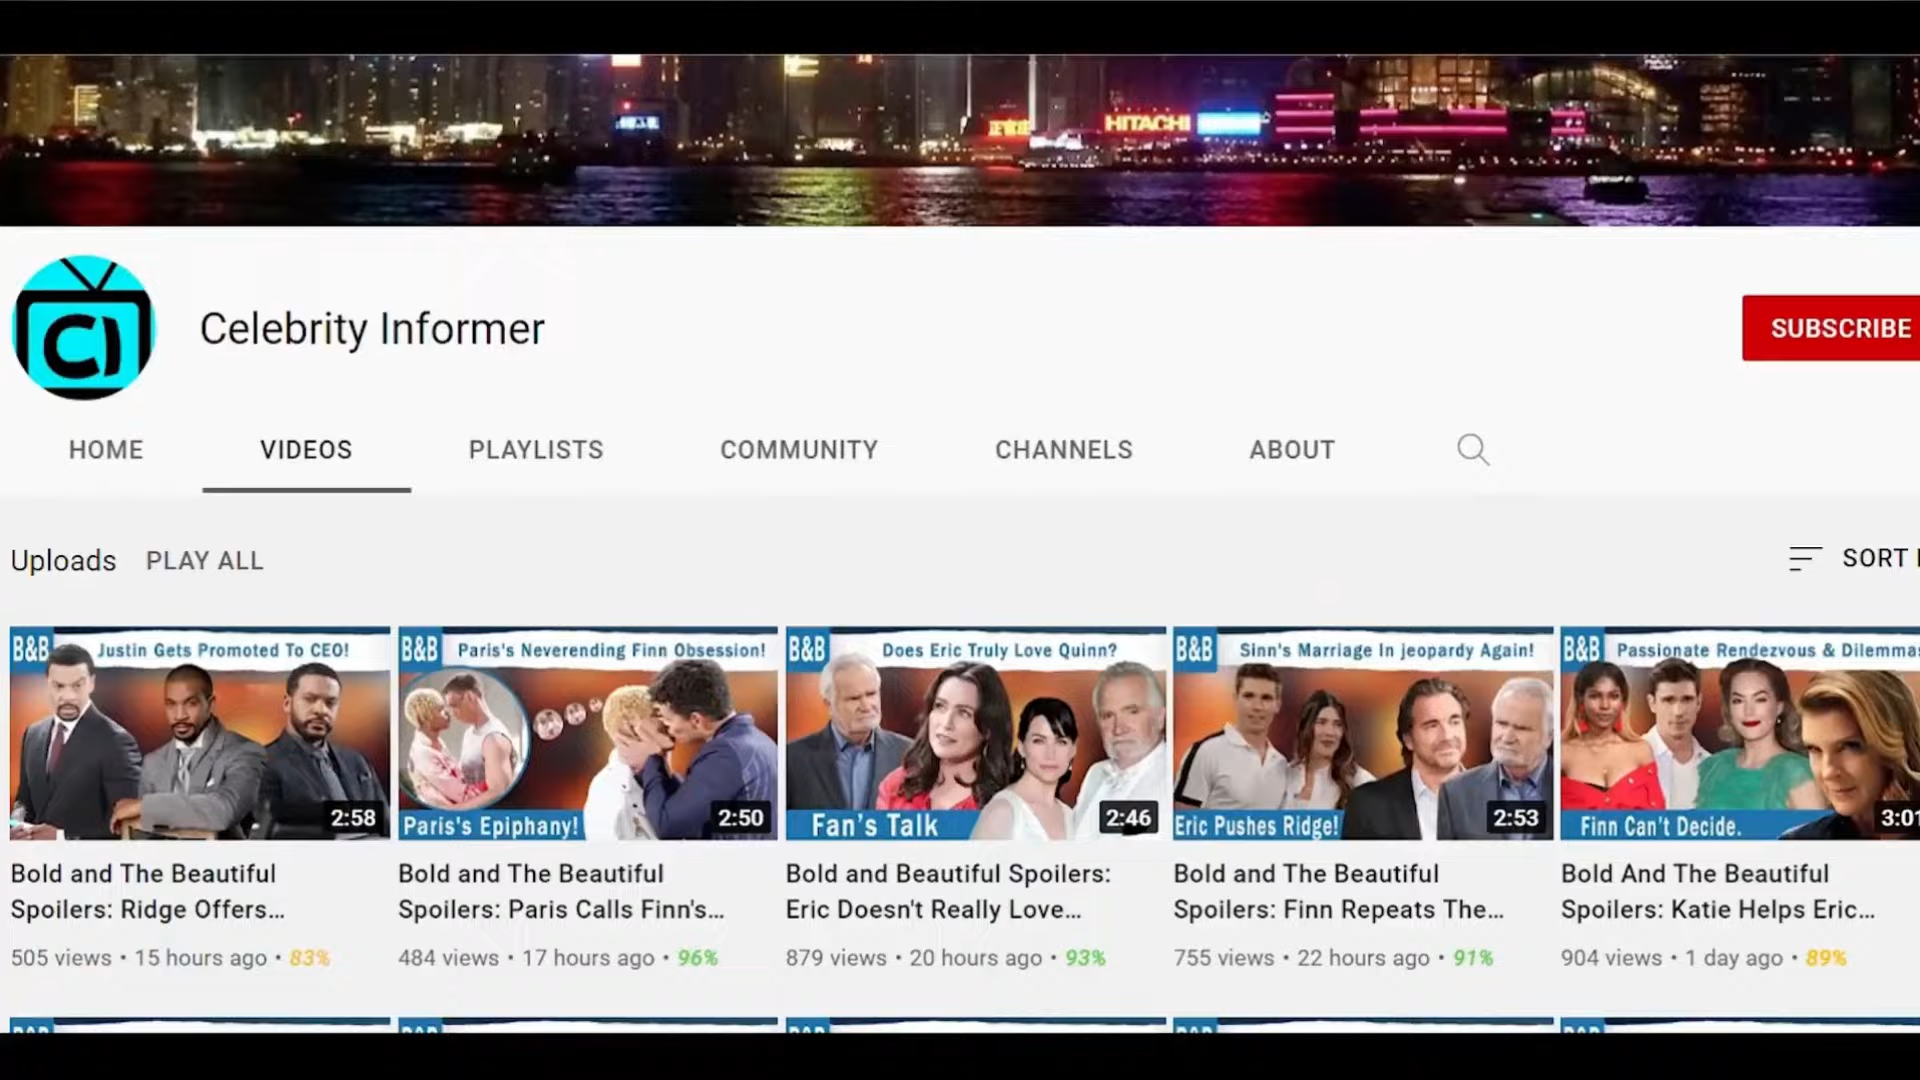 正官庄
HITACHI
CI
Celebrity Informer
SUBSCRIBE
HOME
VIDEOS
PLAYLISTS
COMMUNITY
CHANNELS
ABOUT
Uploads
PLAY ALL
SORT
B&B
Justin Gets Promoted To CEO!
2:58
B&B
Paris's Neverending Finn Obsession!
Paris's Epiphany!
2:50
B&B
Does Eric Truly Love Quinn?
Fan's Talk
2:46
B&B
Sinn's Marriage In Jeopardy Again!
Eric Pushes Ridge!
2:53
B&B
Passionate Rendezvous & Dilemmas
Finn Can't Decide.
3:01
Bold and The Beautiful
Spoilers: Ridge Offers...
505 views • 15 hours ago • 83%
Bold and The Beautiful
Spoilers: Paris Calls Finn's...
484 views • 17 hours ago • 96%
Bold and Beautiful Spoilers:
Eric Doesn't Really Love...
879 views • 20 hours ago • 93%
Bold and The Beautiful
Spoilers: Finn Repeats The...
755 views • 22 hours ago • 91%
Bold And The Beautiful
Spoilers: Katie Helps Eric...
904 views • 1 day ago • 89%
B&B
B&B
B&B
B&B
B&B